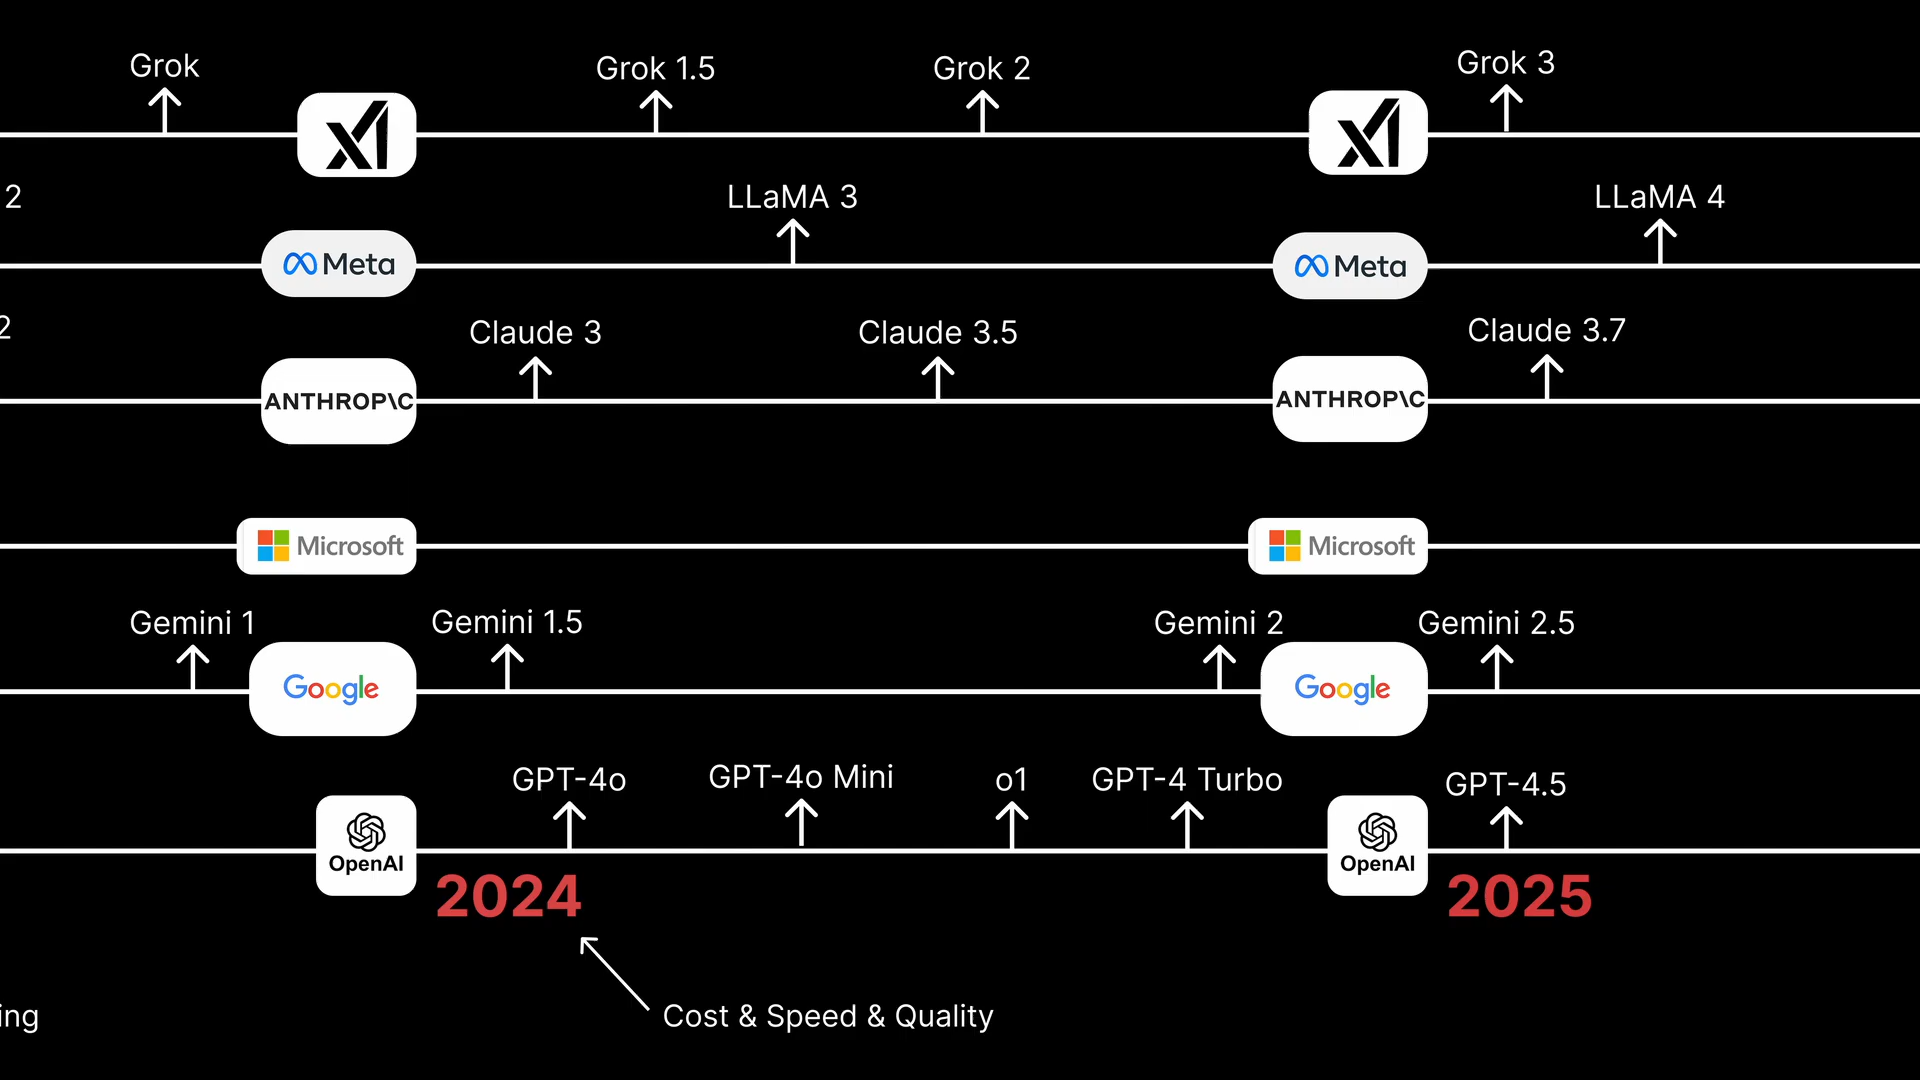 Grok
Grok 1.5
Grok 2
Grok 3
2
LLaMA 3
LLaMA 4
Meta
Meta
2
Claude 3
Claude 3.5
Claude 3.7
ANTHROP\C
ANTHROP\C
Microsoft
Microsoft
Gemini 1
Gemini 1.5
Gemini 2
Gemini 2.5
Google
Google
GPT-4o
GPT-4o Mini
o1
GPT-4 Turbo
GPT-4.5
OpenAI
OpenAI
2024
2025
ing
Cost & Speed & Quality